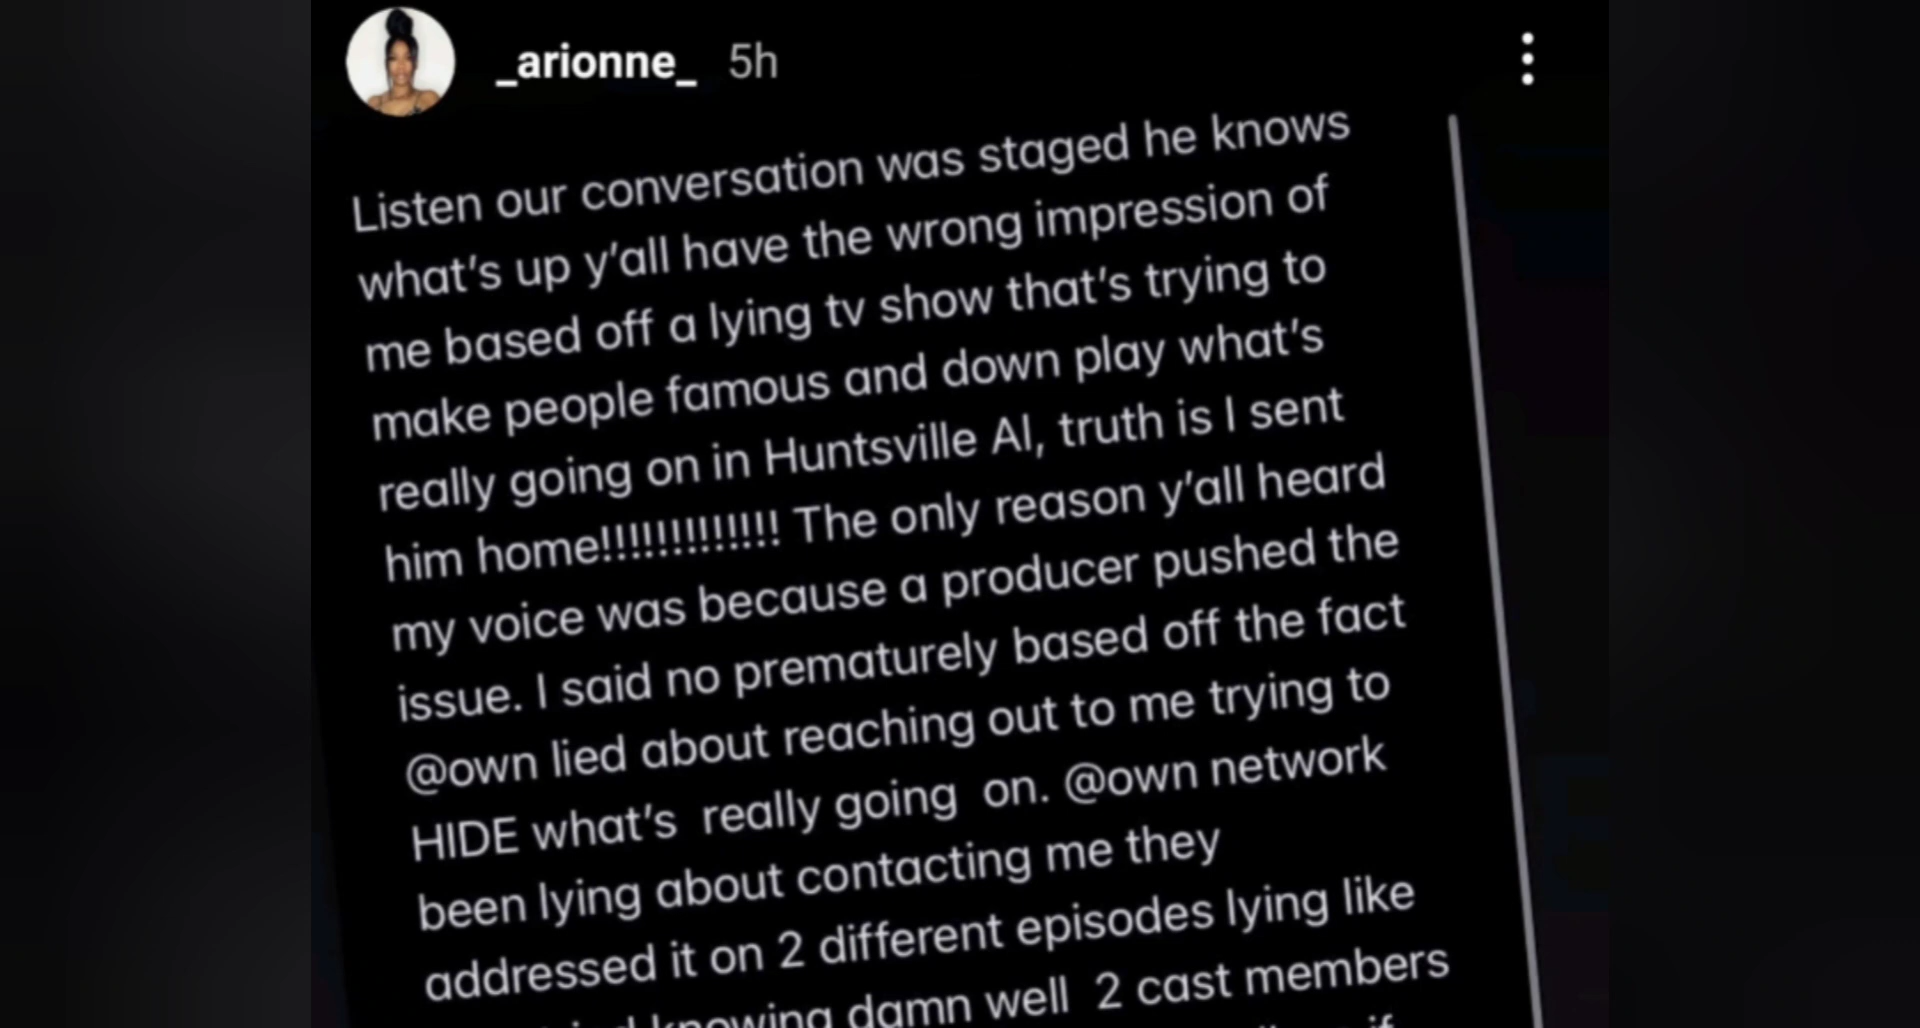 _arionne_ 5h
Listen our conversation was staged he knows
what's up y'all have the wrong impression of
me based off a lying tv show that's trying to
make people famous and down play what's
really going on in Huntsville Al, truth is I sent
him home!!!!!!!!!!!!! The only reason y'all heard
my voice was because a producer pushed the
issue. I said no prematurely based off the fact
@own lied about reaching out to me trying to
HIDE what's really going on. @own network
been lying about contacting me they
addressed it on 2 different episodes lying like
knowing damn well 2 cast members
if